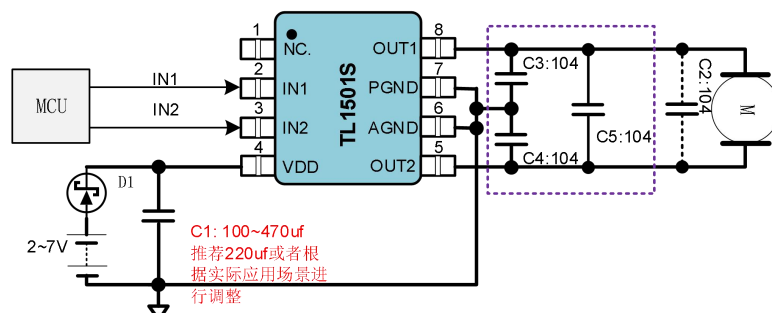 1
8
NC.
OUT1
C3:104
2
7
IN1
IN1
PGND
C2:104
MCU
TL1501S
M
3
6
IN2
IN2
AGND
C5:104
4
5
VDD
OUT2
C4:104
D1
2~7V
C1: 100~470uf
推荐220uf或者根
据实际应用场景进
行调整